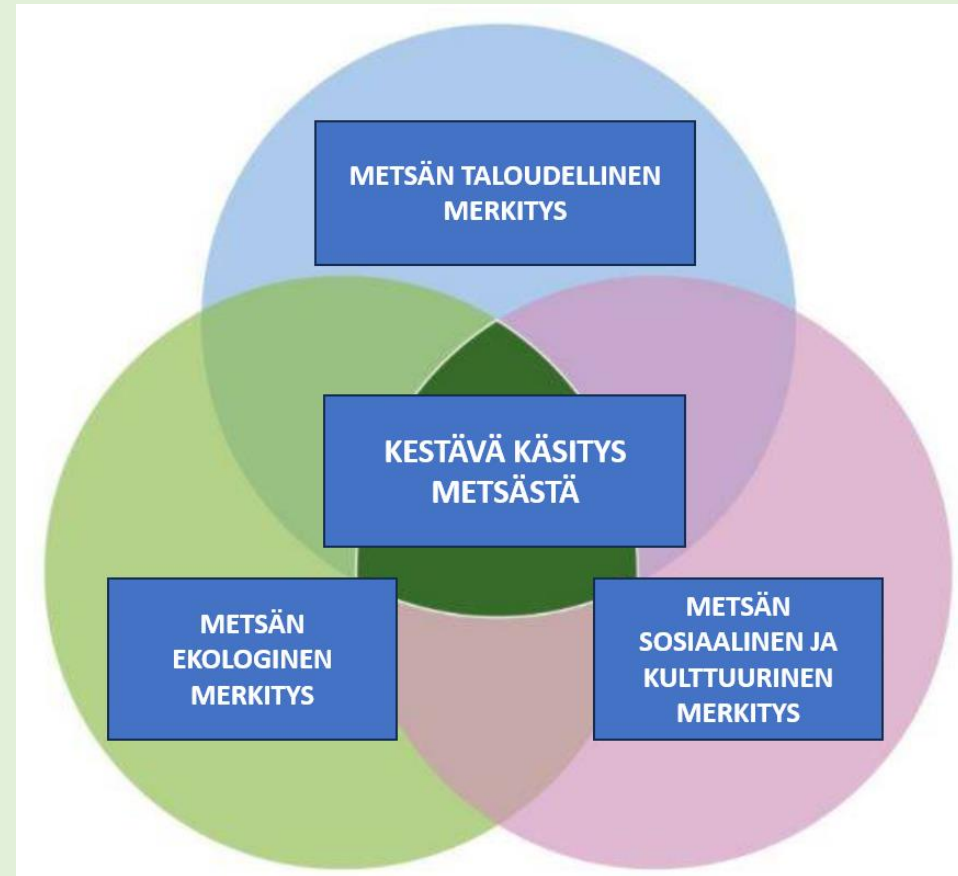 METSÄN TALOUDELLINEN
MERKITYS
KESTÄVÄ KÄSITYS
METSÄSTÄ
METSÄN
EKOLOGINEN
MERKITYS
METSÄN
SOSIAALINEN JA
KULTTUURINEN
MERKITYS